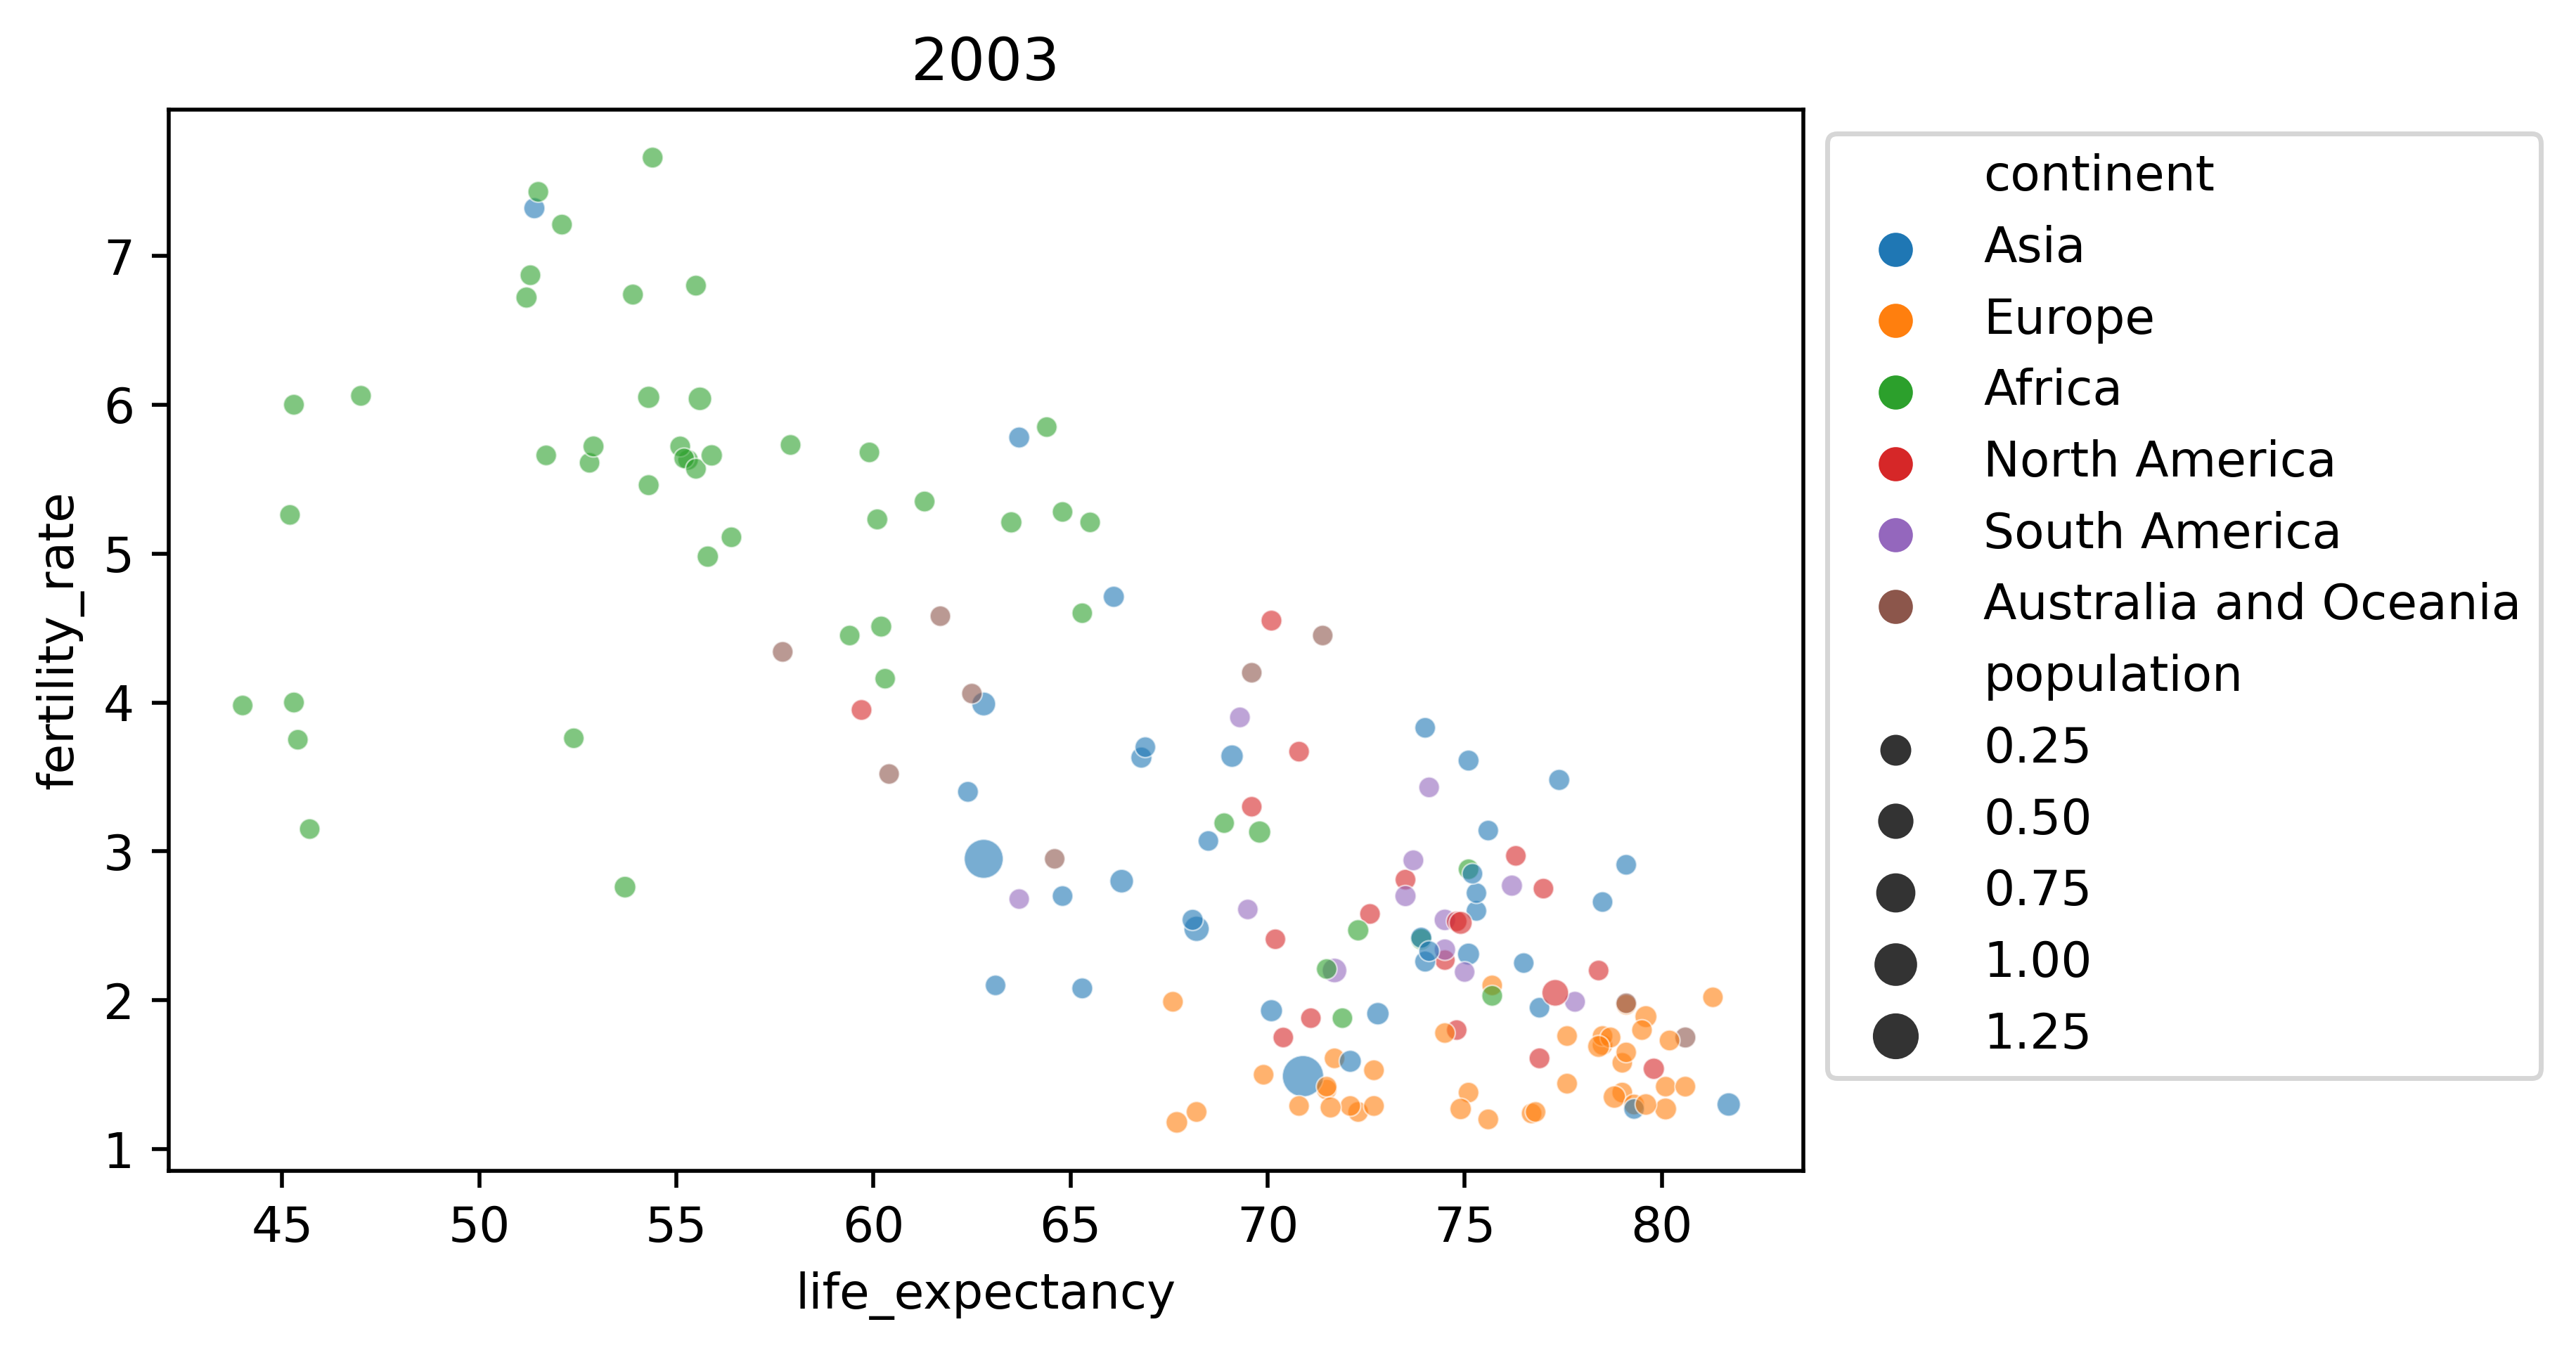 2003
fertility_rate
7
6
5
4
3
2
1
45 50 55 60 65 70 75 80
life_expectancy
continent
Asia
Europe
Africa
North America
South America
Australia and Oceania
population
0.25
0.50
0.75
1.00
1.25